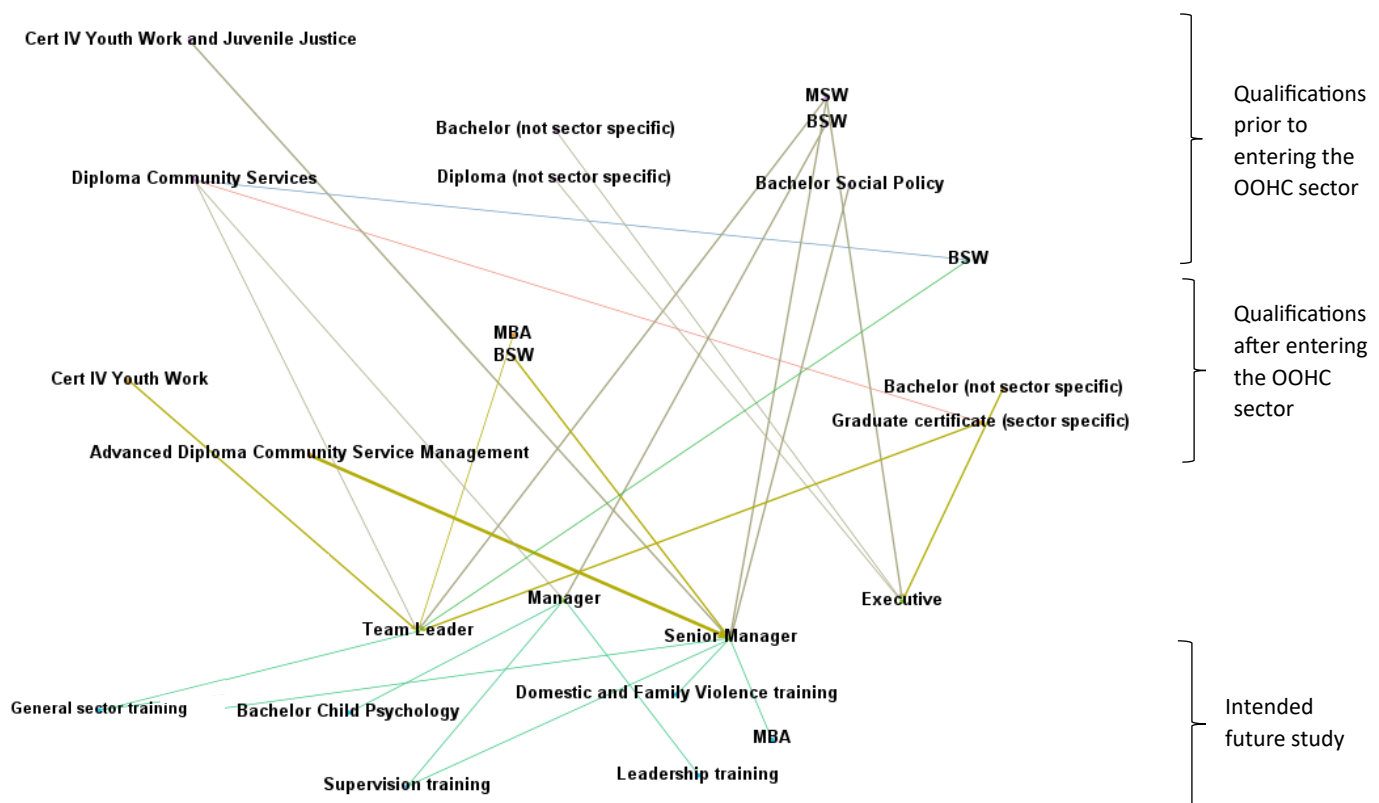 Cert IV Youth Work and Juvenile Justice
MSW
BSW
Bachelor (not sector specific)
Diploma Community Services
Diploma (not sector specific)
Bachelor Social Policy
BSW
Qualifications
prior to
entering the
OOHC sector
MBA
BSW
Cert IV Youth Work
Bachelor (not sector specific)
Graduate certificate (sector specific)
Advanced Diploma Community Service Management
Qualifications
after entering
the OOHC
sector
Manager
Executive
Team Leader
Senior Manager
General sector training
Bachelor Child Psychology
Domestic and Family Violence training
MBA
Supervision training
Leadership training
Intended
future study